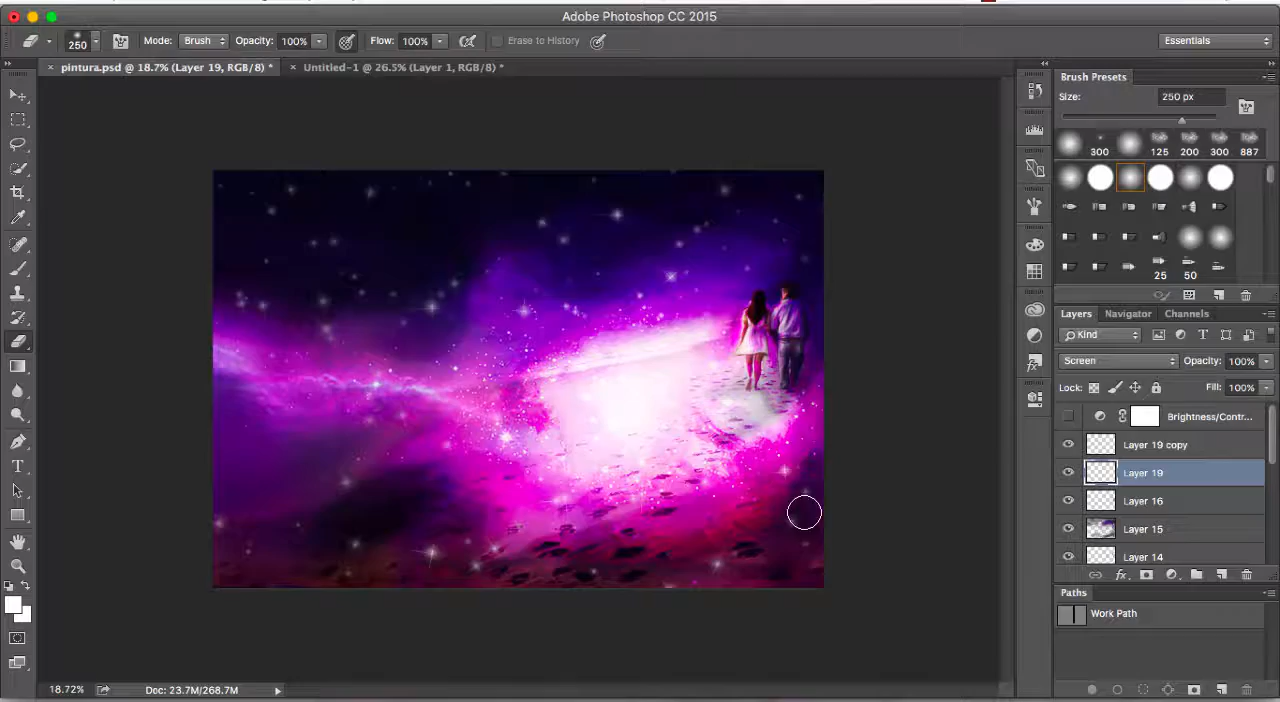 Adobe Photoshop CC 2015
250 Mode: Brush Opacity: 100% Flow: 100% Erase to History Essentials
× pintura.psd @ 18.7% (Layer 19, RGB/8) * × Untitled-1 @ 26.5% (Layer 1, RGB/8) *
Brush Presets
Size: 250 px
300 125 200 300 887
25 50
Layers Navigator Channels
Kind
Screen Opacity: 100%
Lock: Fill: 100%
Brightness/Contr...
Layer 19 copy
Layer 19
Layer 16
Layer 15
Layer 14
fx
Paths
Work Path
18.72% Doc: 23.7M/268.7M